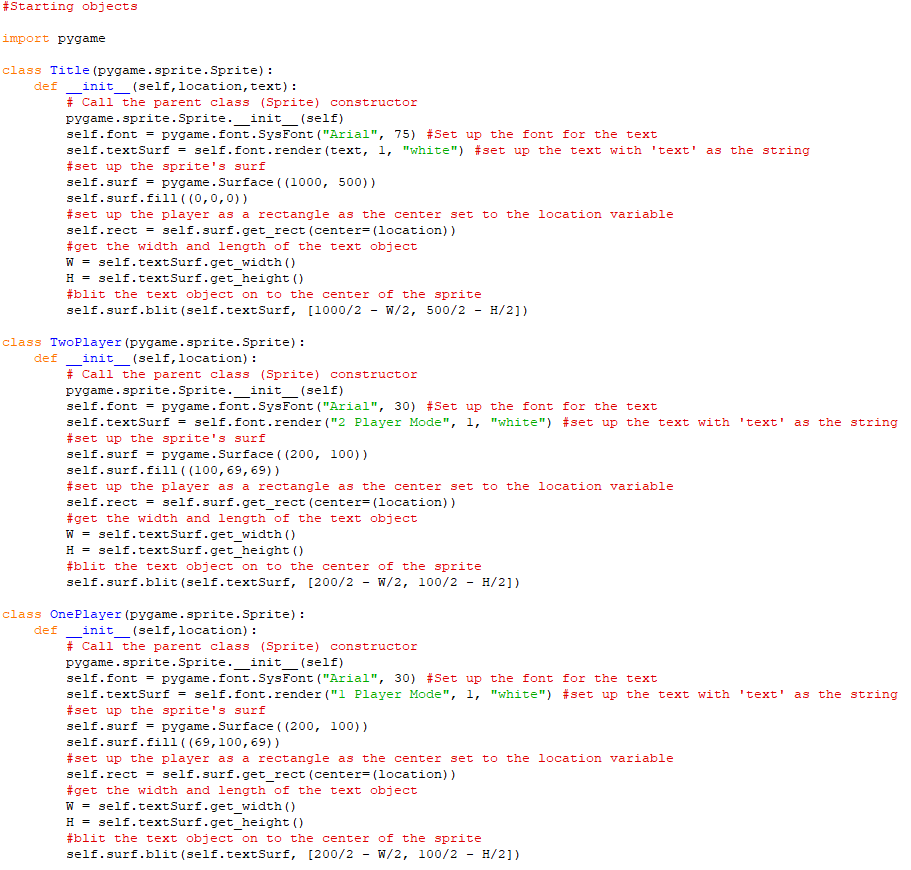 #Starting objects

import pygame

class Title(pygame.sprite.Sprite):
    def __init__(self,location,text):
        # Call the parent class (Sprite) constructor
        pygame.sprite.Sprite.__init__(self)
        self.font = pygame.font.SysFont("Arial", 75) #Set up the font for the text
        self.textSurf = self.font.render(text, 1, "white") #set up the text with 'text' as the string
        #set up the sprite's surf
        self.surf = pygame.Surface((1000, 500))
        self.surf.fill((0,0,0))
        #set up the player as a rectangle as the center set to the location variable
        self.rect = self.surf.get_rect(center=(location))
        #get the width and length of the text object
        W = self.textSurf.get_width()
        H = self.textSurf.get_height()
        #blit the text object on to the center of the sprite
        self.surf.blit(self.textSurf, [1000/2 - W/2, 500/2 - H/2])

class TwoPlayer(pygame.sprite.Sprite):
    def __init__(self,location):
        # Call the parent class (Sprite) constructor
        pygame.sprite.Sprite.__init__(self)
        self.font = pygame.font.SysFont("Arial", 30) #Set up the font for the text
        self.textSurf = self.font.render("2 Player Mode", 1, "white") #set up the text with 'text' as the string
        #set up the sprite's surf
        self.surf = pygame.Surface((200, 100))
        self.surf.fill((100,69,69))
        #set up the player as a rectangle as the center set to the location variable
        self.rect = self.surf.get_rect(center=(location))
        #get the width and length of the text object
        W = self.textSurf.get_width()
        H = self.textSurf.get_height()
        #blit the text object on to the center of the sprite
        self.surf.blit(self.textSurf, [200/2 - W/2, 100/2 - H/2])

class OnePlayer(pygame.sprite.Sprite):
    def __init__(self,location):
        # Call the parent class (Sprite) constructor
        pygame.sprite.Sprite.__init__(self)
        self.font = pygame.font.SysFont("Arial", 30) #Set up the font for the text
        self.textSurf = self.font.render("1 Player Mode", 1, "white") #set up the text with 'text' as the string
        #set up the sprite's surf
        self.surf = pygame.Surface((200, 100))
        self.surf.fill((69,100,69))
        #set up the player as a rectangle as the center set to the location variable
        self.rect = self.surf.get_rect(center=(location))
        #get the width and length of the text object
        W = self.textSurf.get_width()
        H = self.textSurf.get_height()
        #blit the text object on to the center of the sprite
        self.surf.blit(self.textSurf, [200/2 - W/2, 100/2 - H/2])